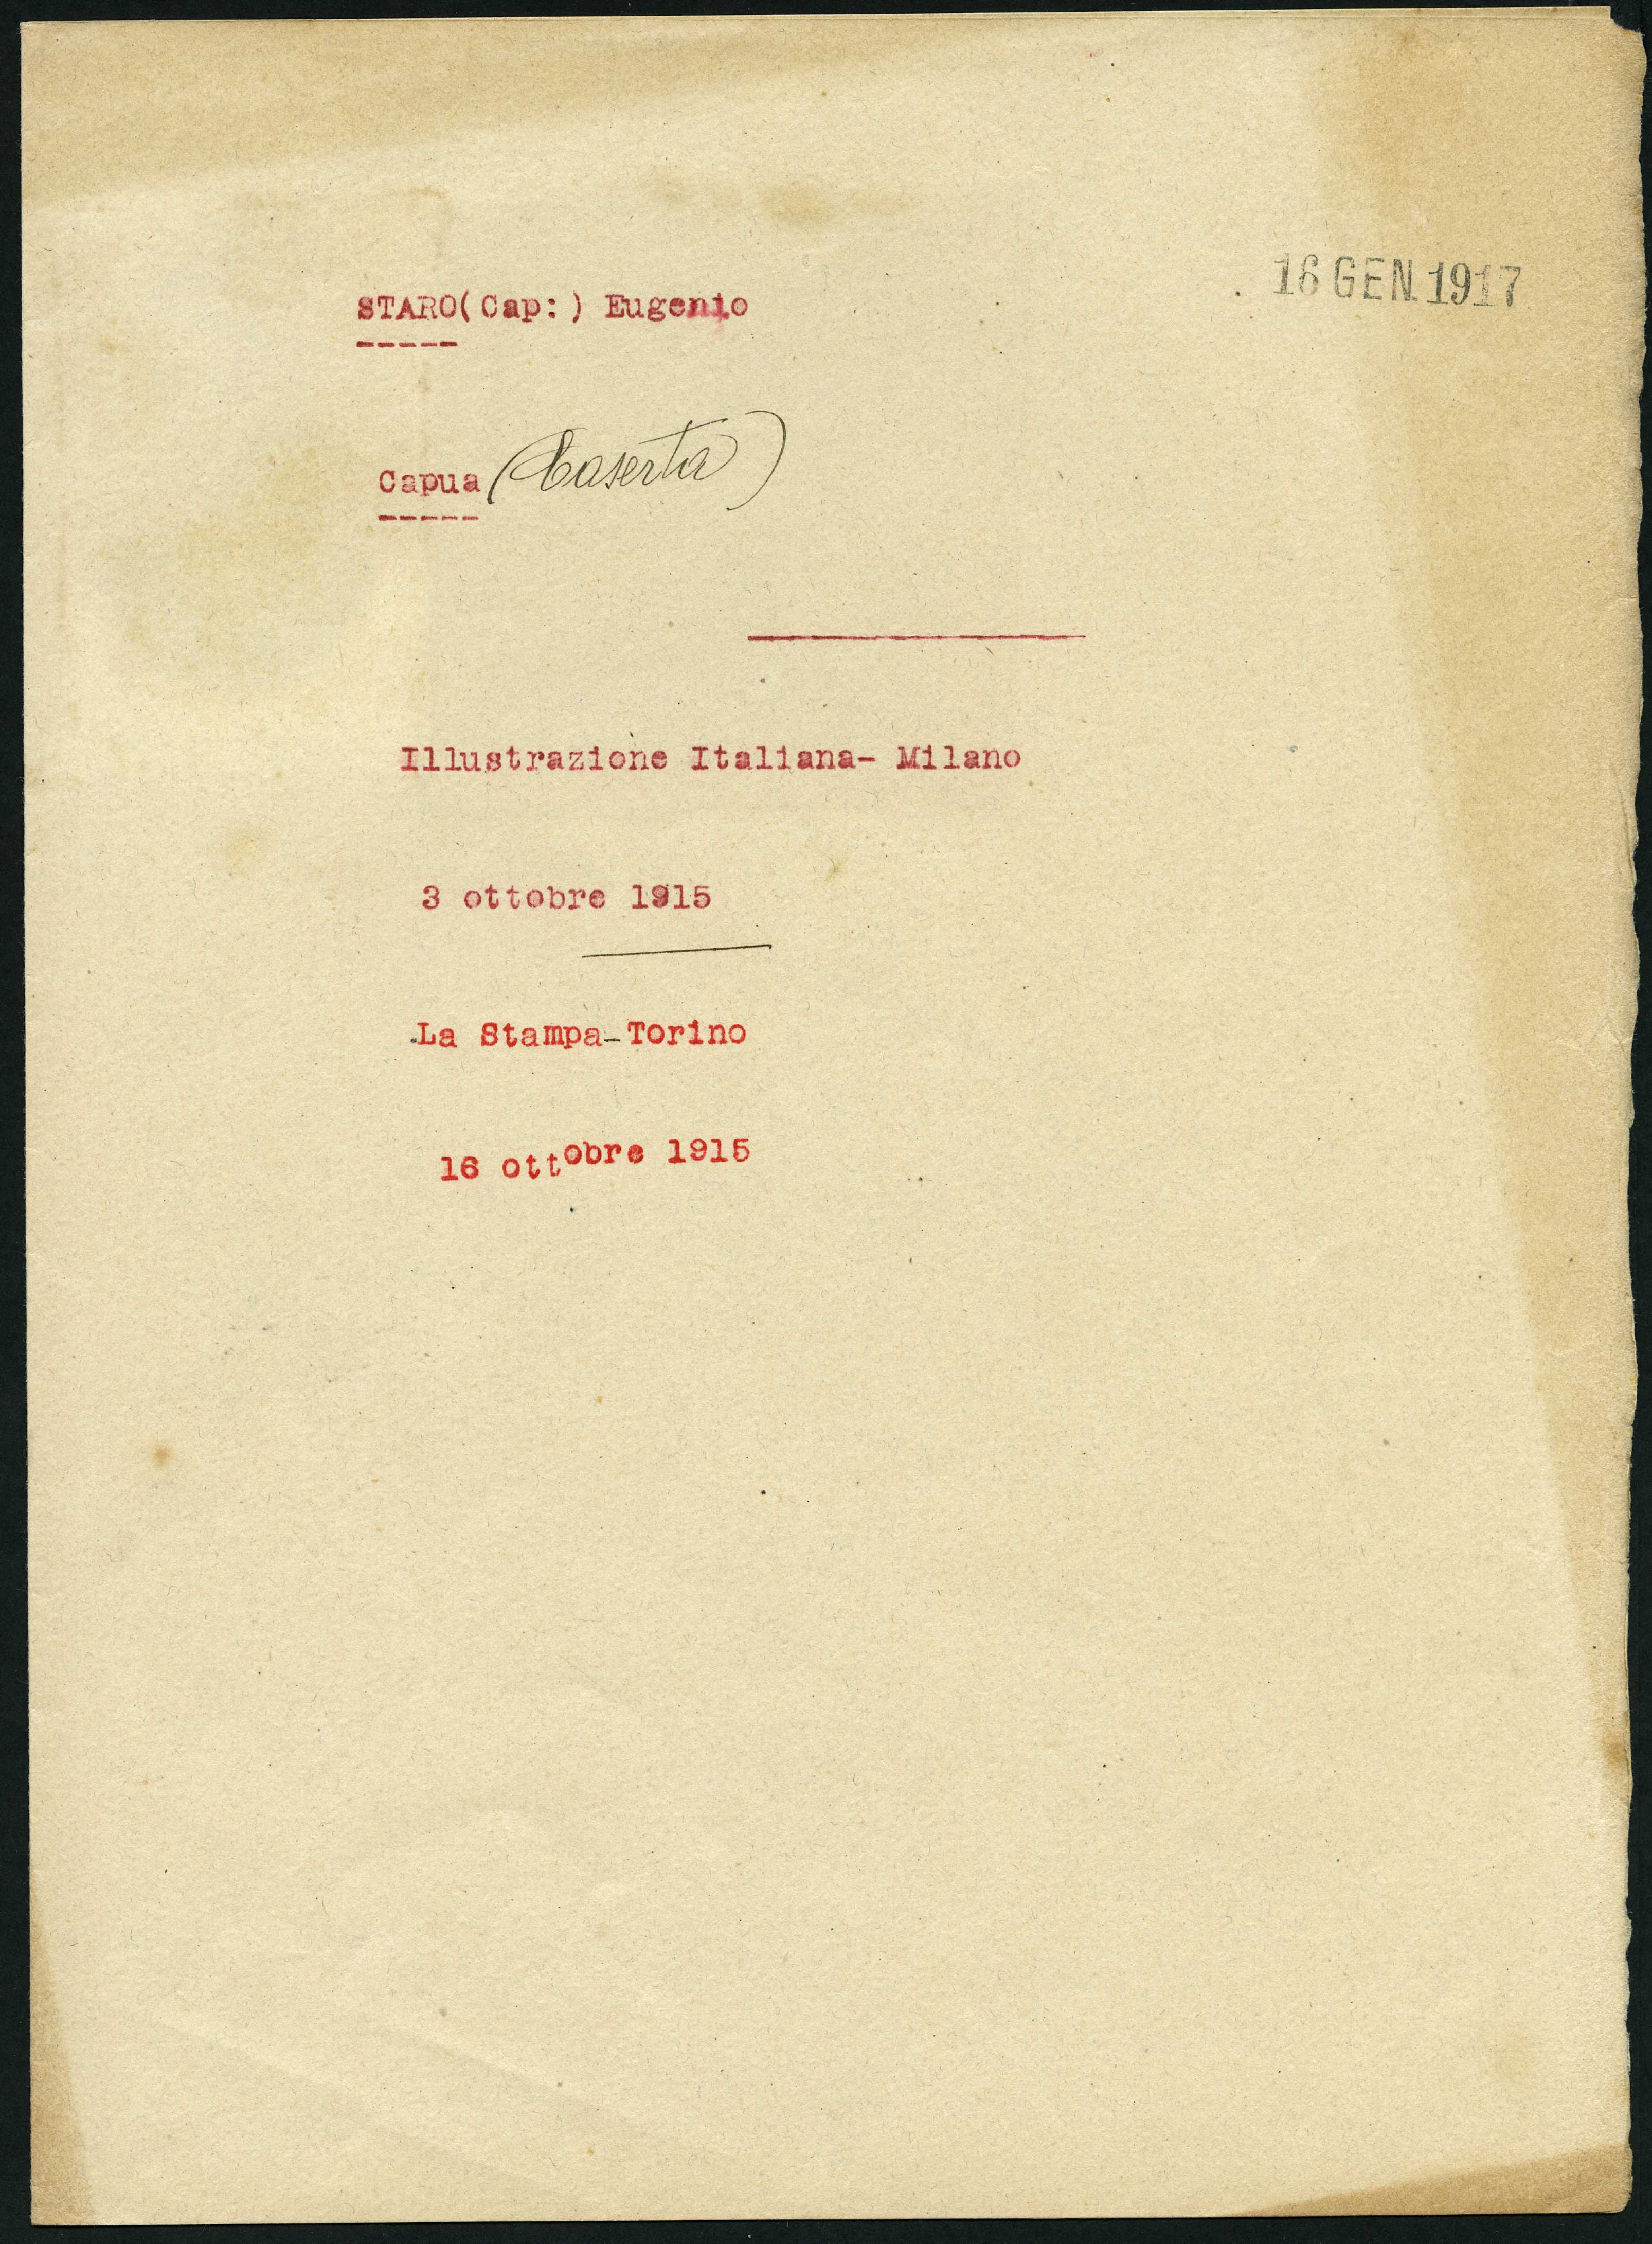 16 GEN. 1917
STARO(Cap:) Eugenio
Capua (Caserta)
Illustrazione Italiana- Milano
3 ottobre 1915
La Stampa-Torino
16 ottobre 1915